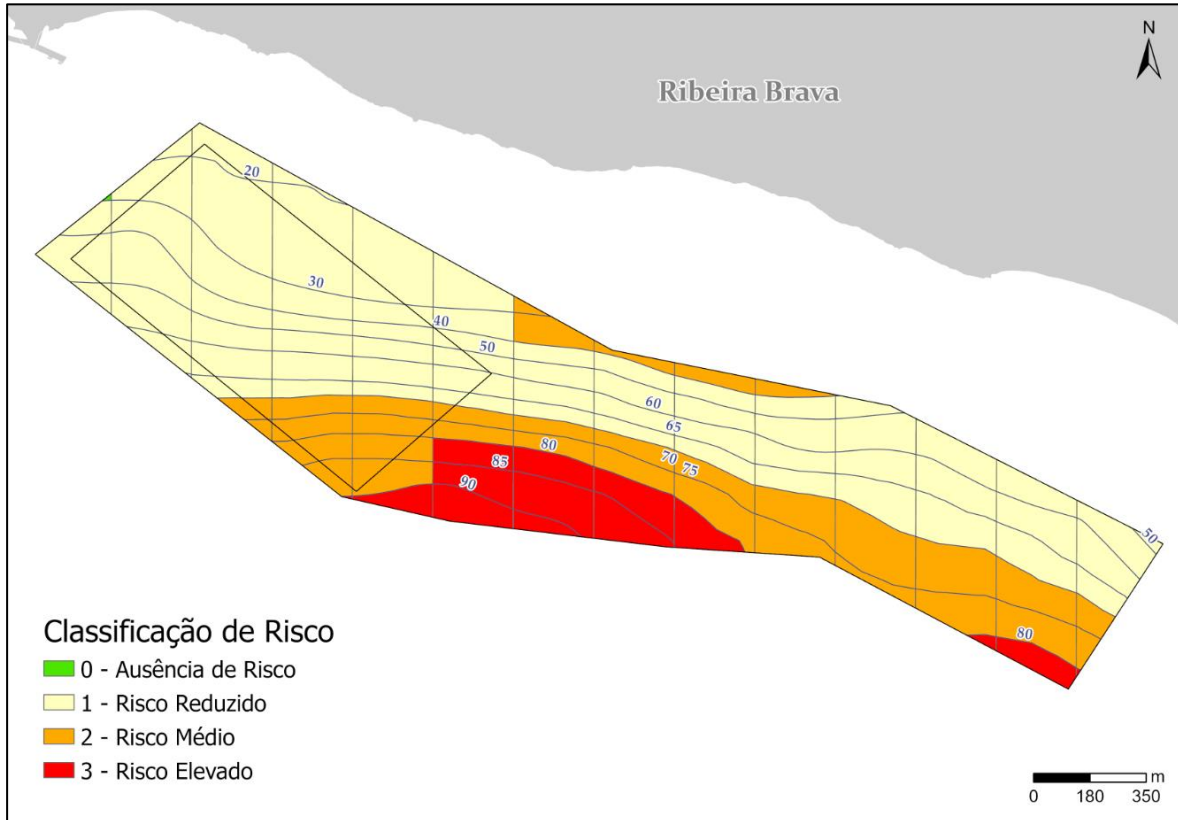 N
Ribeira Brava
20
30
40
50
60
65
70 75
80
85
90
50
80
Classificação de Risco
0 - Ausência de Risco
1 - Risco Reduzido
2 - Risco Médio
3 - Risco Elevado
m
0 180 350